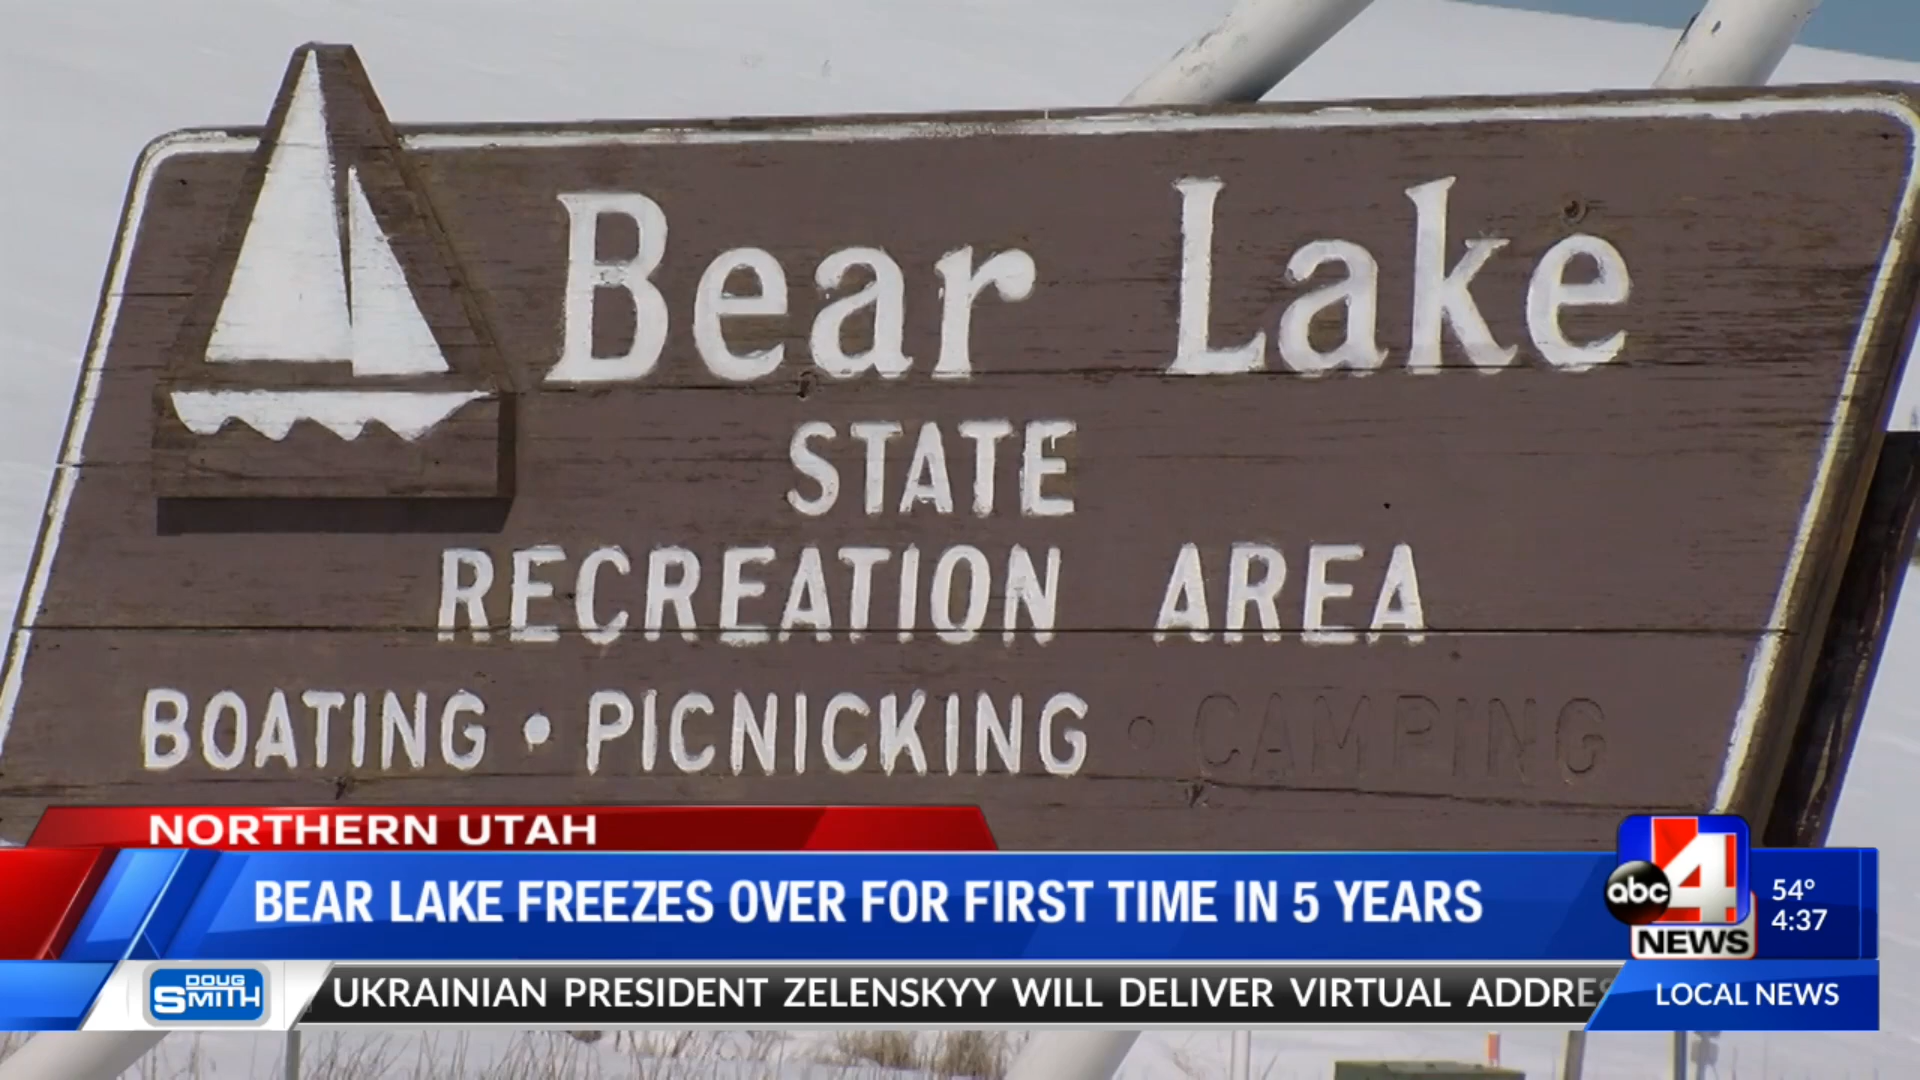 Bear Lake
STATE
RECREATION AREA
BOATING • PICNICKING • CAMPING
NORTHERN UTAH
BEAR LAKE FREEZES OVER FOR FIRST TIME IN 5 YEARS
abc 4
NEWS
54°
4:37
DOUG
SMITH
UKRAINIAN PRESIDENT ZELENSKYY WILL DELIVER VIRTUAL ADDRES
LOCAL NEWS